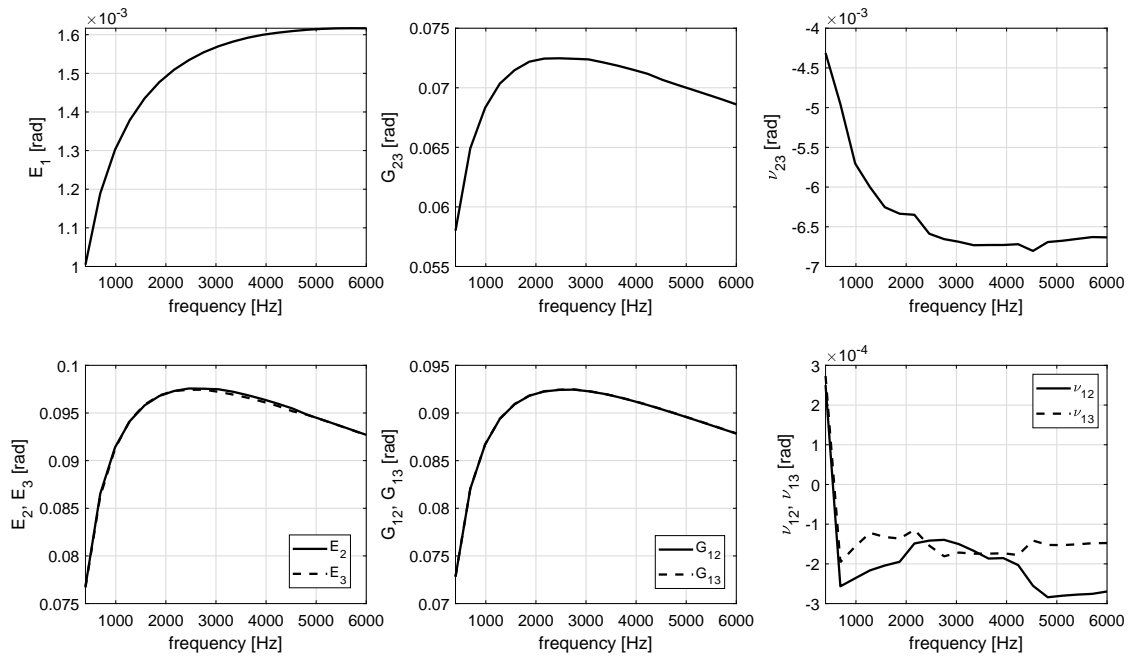 ×10⁻³
1.6
1.5
1.4
1.3
1.2
1.1
1
E₁ [rad]
1000 2000 3000 4000 5000 6000
frequency [Hz]
0.075
0.07
0.065
0.06
0.055
G₂₃ [rad]
1000 2000 3000 4000 5000 6000
frequency [Hz]
×10⁻³
-4
-4.5
-5
-5.5
-6
-6.5
-7
ν₂₃ [rad]
1000 2000 3000 4000 5000 6000
frequency [Hz]
0.1
0.095
0.09
0.085
0.08
0.075
E₂, E₃ [rad]
E₂
E₃
1000 2000 3000 4000 5000 6000
frequency [Hz]
0.095
0.09
0.085
0.08
0.075
0.07
G₁₂, G₁₃ [rad]
G₁₂
G₁₃
1000 2000 3000 4000 5000 6000
frequency [Hz]
×10⁻⁴
3
2
1
0
-1
-2
-3
ν₁₂, ν₁₃ [rad]
ν₁₂
ν₁₃
1000 2000 3000 4000 5000 6000
frequency [Hz]